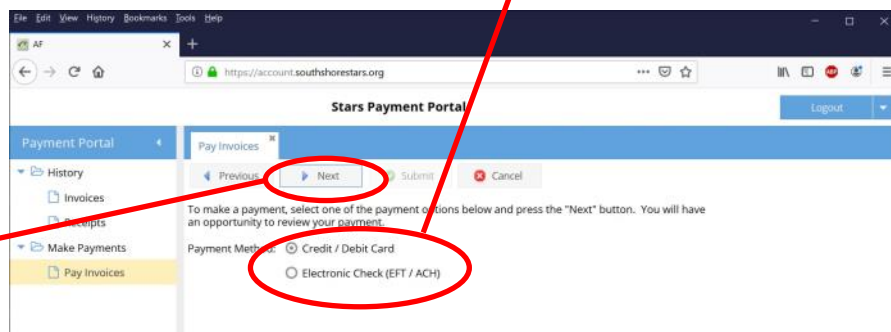 File Edit View History Bookmarks Tools Help
AF
https://account.southshorestars.org
Stars Payment Portal
Logout
Payment Portal
Pay Invoices
History
Previous Next Submit Cancel
Invoices
To make a payment, select one of the payment options below and press the "Next" button. You will have
Receipts
an opportunity to review your payment.
Make Payments
Payment Method: Credit / Debit Card
Pay Invoices
Electronic Check (EFT / ACH)